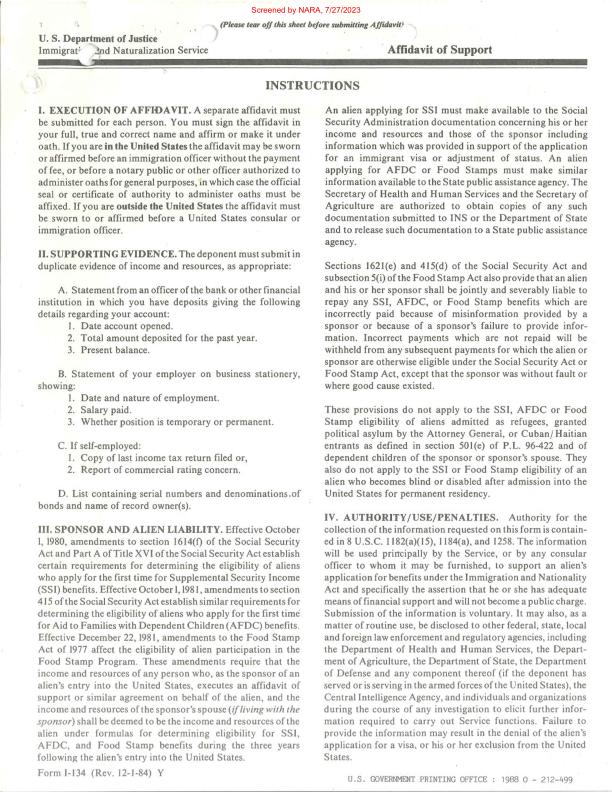 Screened by NARA, 7/27/2023
(Please tear off this sheet before submitting Affidavit)
U. S. Department of Justice
Immigrat nd Naturalization Service
Affidavit of Support
INSTRUCTIONS
I. EXECUTION OF AFFIDAVIT. A separate affidavit must
be submitted for each person. You must sign the affidavit in
your full, true and correct name and affirm or make it under
oath. If you are in the United States the affidavit may be sworn
or affirmed before an immigration officer without the payment
of fee, or before a notary public or other officer authorized to
administer oaths for general purposes, in which case the official
seal or certificate of authority to administer oaths must be
affixed. If you are outside the United States the affidavit must
be sworn to or affirmed before a United States consular or
immigration officer.
II. SUPPORTING EVIDENCE. The deponent must submit in
duplicate evidence of income and resources, as appropriate:
A. Statement from an officer of the bank or other financial
institution in which you have deposits giving the following
details regarding your account:
1. Date account opened.
2. Total amount deposited for the past year.
3. Present balance.
B. Statement of your employer on business stationery,
showing:
1. Date and nature of employment.
2. Salary paid.
3. Whether position is temporary or permanent.
C. If self-employed:
1. Copy of last income tax return filed or,
2. Report of commercial rating concern.
D. List containing serial numbers and denominations of
bonds and name of record owner(s).
III. SPONSOR AND ALIEN LIABILITY. Effective October
1, 1980, amendments to section 1614(f) of the Social Security
Act and Part A of Title XVI of the Social Security Act establish
certain requirements for determining the eligibility of aliens
who apply for the first time for Supplemental Security Income
(SSI) benefits. Effective October 1, 1981, amendments to section
415 of the Social Security Act establish similar requirements for
determining the eligibility of aliens who apply for the first time
for Aid to Families with Dependent Children (AFDC) benefits.
Effective December 22, 1981, amendments to the Food Stamp
Act of 1977 affect the eligibility of alien participation in the
Food Stamp Program. These amendments require that the
income and resources of any person who, as the sponsor of an
alien's entry into the United States, executes an affidavit of
support or similar agreement on behalf of the alien, and the
income and resources of the sponsor's spouse (if living with the
sponsor) shall be deemed to be the income and resources of the
alien under formulas for determining eligibility for SSI,
AFDC, and Food Stamp benefits during the three years
following the alien's entry into the United States.
Form I-134 (Rev. 12-1-84) Y
An alien applying for SSI must make available to the Social
Security Administration documentation concerning his or her
income and resources and those of the sponsor including
information which was provided in support of the application
for an immigrant visa or adjustment of status. An alien
applying for AFDC or Food Stamps must make similar
information available to the State public assistance agency. The
Secretary of Health and Human Services and the Secretary of
Agriculture are authorized to obtain copies of any such
documentation submitted to INS or the Department of State
and to release such documentation to a State public assistance
agency.
Sections 1621(e) and 415(d) of the Social Security Act and
subsection 5(i) of the Food Stamp Act also provide that an alien
and his or her sponsor shall be jointly and severably liable to
repay any SSI, AFDC, or Food Stamp benefits which are
incorrectly paid because of misinformation provided by a
sponsor or because of a sponsor's failure to provide infor-
mation. Incorrect payments which are not repaid will be
withheld from any subsequent payments for which the alien or
sponsor are otherwise eligible under the Social Security Act or
Food Stamp Act, except that the sponsor was without fault or
where good cause existed.
These provisions do not apply to the SSI, AFDC or Food
Stamp eligibility of aliens admitted as refugees, granted
political asylum by the Attorney General, or Cuban/Haitian
entrants as defined in section 501(e) of P.L. 96-422 and of
dependent children of the sponsor or sponsor's spouse. They
also do not apply to the SSI or Food Stamp eligibility of an
alien who becomes blind or disabled after admission into the
United States for permanent residency.
IV. AUTHORITY/USE/PENALTIES. Authority for the
collection of the information requested on this form is contain-
ed in 8 U.S.C. 1182(a)(15), 1184(a), and 1258. The information
will be used principally by the Service, or by any consular
officer to whom it may be furnished, to support an alien's
application for benefits under the Immigration and Nationality
Act and specifically the assertion that he or she has adequate
means of financial support and will not become a public charge.
Submission of the information is voluntary. It may also, as a
matter of routine use, be disclosed to other federal, state, local
and foreign law enforcement and regulatory agencies, including
the Department of Health and Human Services, the Depart-
ment of Agriculture, the Department of State, the Department
of Defense and any component thereof (if the deponent has
served or is serving in the armed forces of the United States), the
Central Intelligence Agency, and individuals and organizations
during the course of any investigation to elicit further infor-
mation required to carry out Service functions. Failure to
provide the information may result in the denial of the alien's
application for a visa, or his or her exclusion from the United
States.
U.S. GOVERNMENT PRINTING OFFICE : 1988 O - 212-499